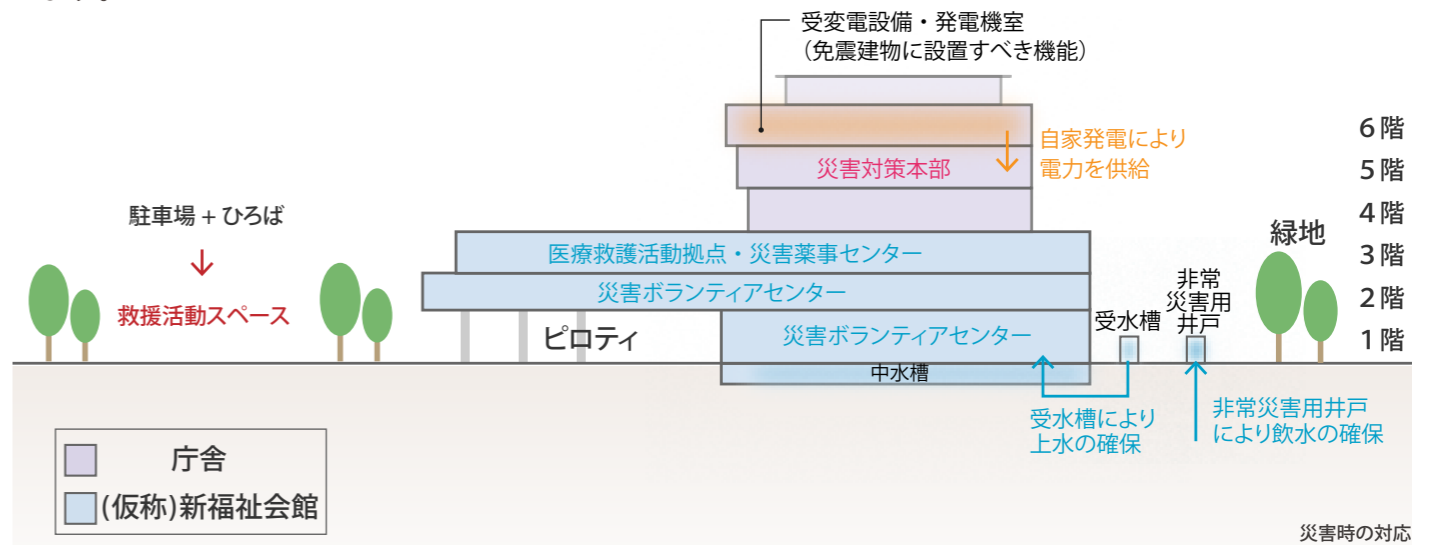 受変電設備・発電機室
（免震建物に設置すべき機能）
6 階
自家発電により
電力を供給
災害対策本部
5 階
4 階
駐車場 + ひろば
緑地
医療救護活動拠点・災害薬事センター
3 階
非常
災害用
井戸
災害ボランティアセンター
2 階
救援活動スペース
受水槽
ピロティ
災害ボランティアセンター
1 階
中水槽
受水槽により
上水の確保
非常災害用井戸
により飲水の確保
庁舎
(仮称)新福祉会館
災害時の対応